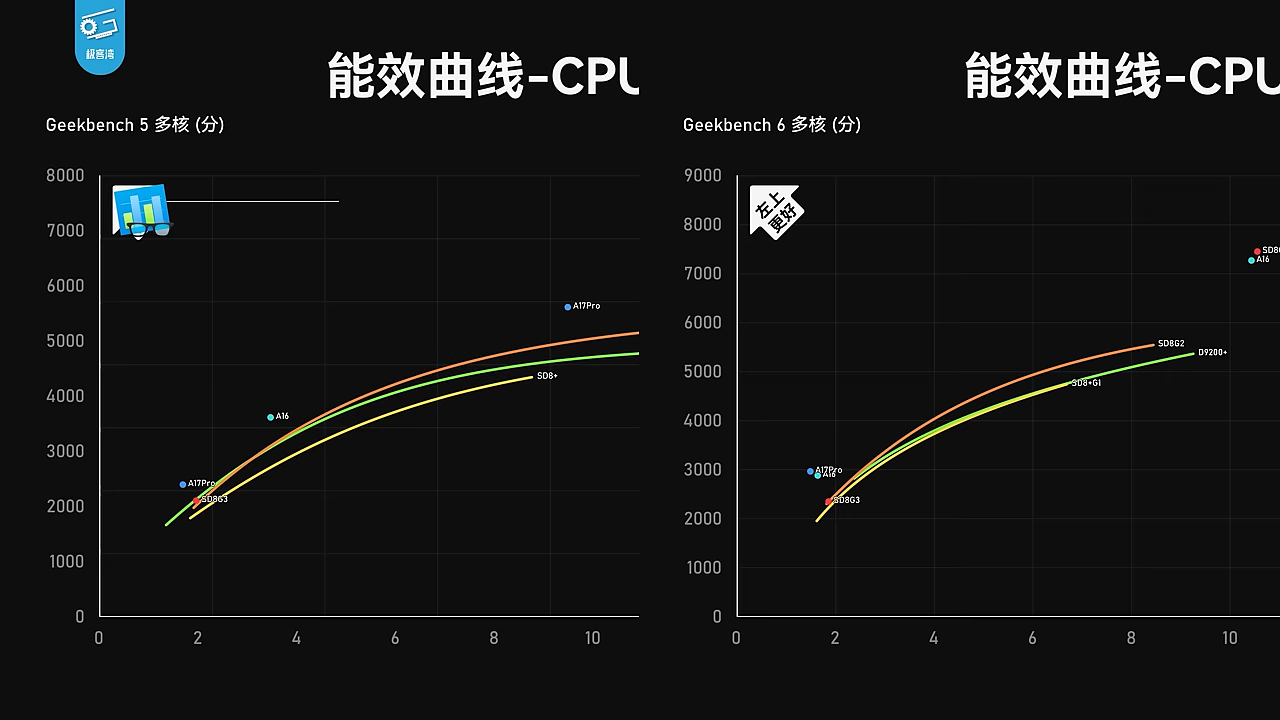 极客湾
能效曲线-CPU
Geekbench 5 多核 (分)
8000
7000
6000
5000
4000
3000
2000
1000
0
0 2 4 6 8 10
A17Pro
SD8+
A16
A17Pro
SD8G3
能效曲线-CPU
Geekbench 6 多核 (分)
9000
8000
7000
6000
5000
4000
3000
2000
1000
0
0 2 4 6 8 10
左上
更好
SD8G
A16
SD8G2
D9200+
SD8+G1
A17Pro
A16
SD8G3